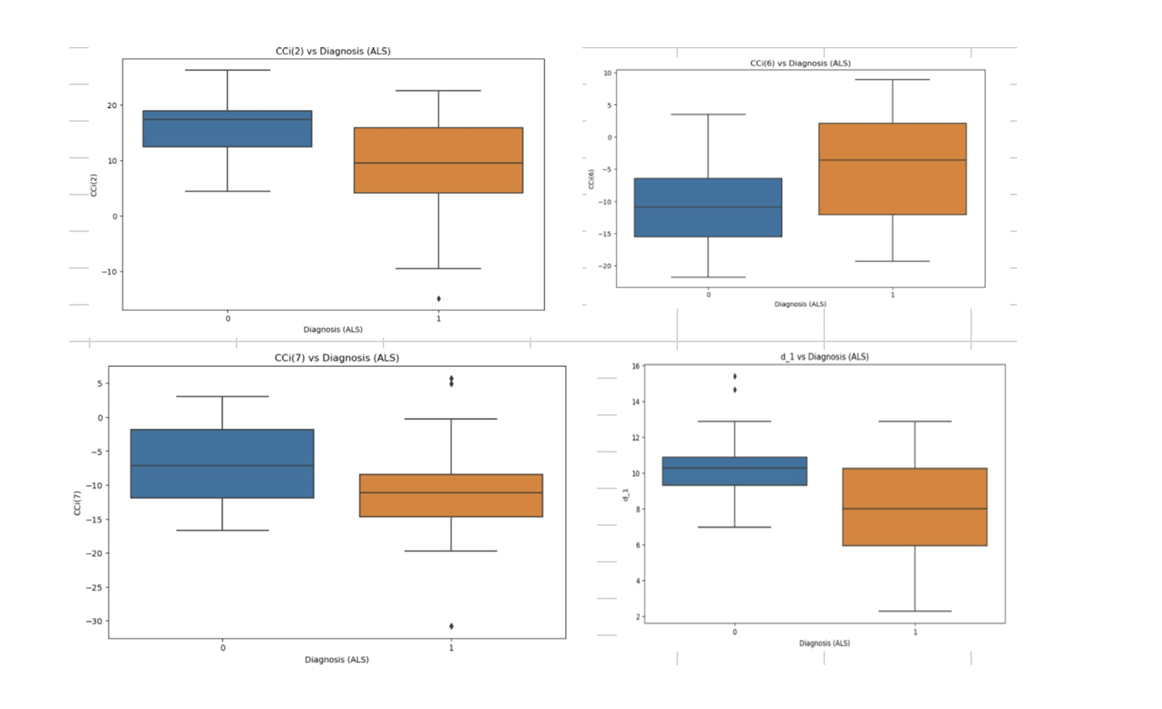 CCi(2) vs Diagnosis (ALS)
20
10
0
−10
CCi(2)
0
1
Diagnosis (ALS)
CCi(6) vs Diagnosis (ALS)
10
5
0
−5
−10
−15
−20
CCi(6)
0
1
Diagnosis (ALS)
CCi(7) vs Diagnosis (ALS)
5
0
−5
−10
−15
−20
−25
−30
CCi(7)
0
1
Diagnosis (ALS)
d_1 vs Diagnosis (ALS)
16
14
12
10
8
6
4
2
d_1
0
1
Diagnosis (ALS)